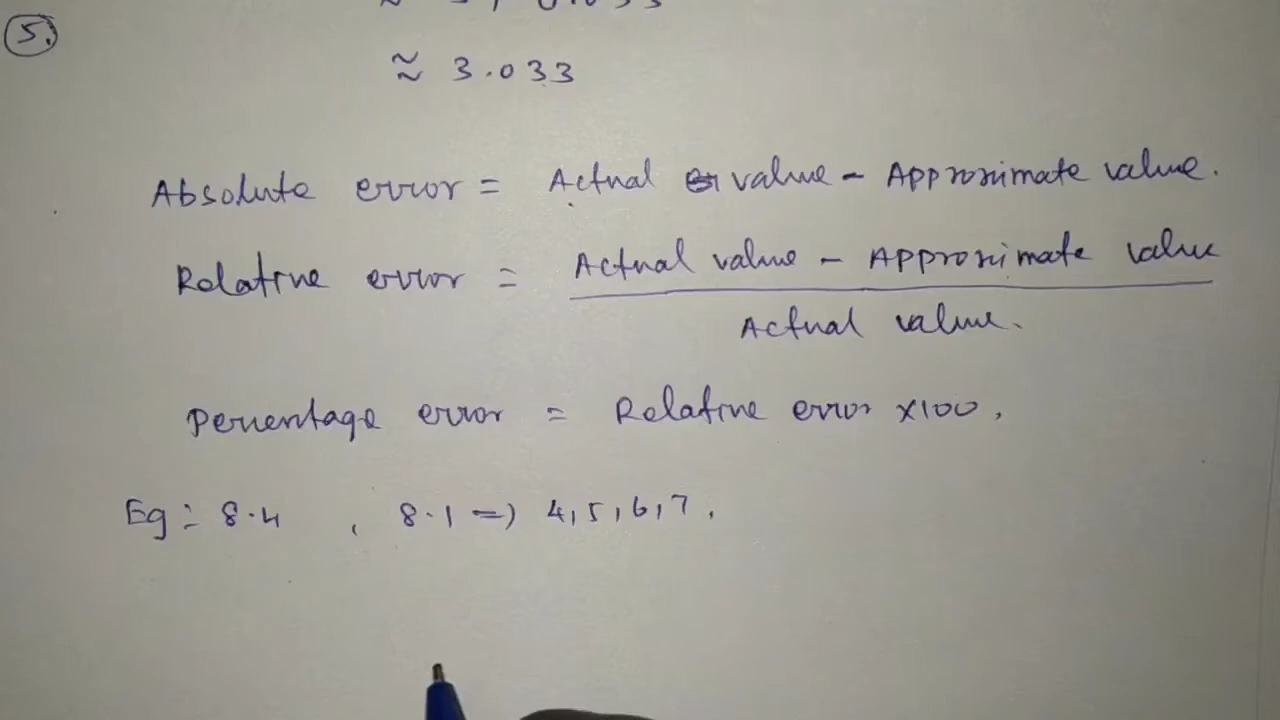 5.
≈ 3.033
Absolute error = Actual value - Approximate value.
Relative error = Actual value - Approximate value
Actual value.
Percentage error = Relative error x100,
Eg:- 8.4 , 8.1 => 4,5,6,7,